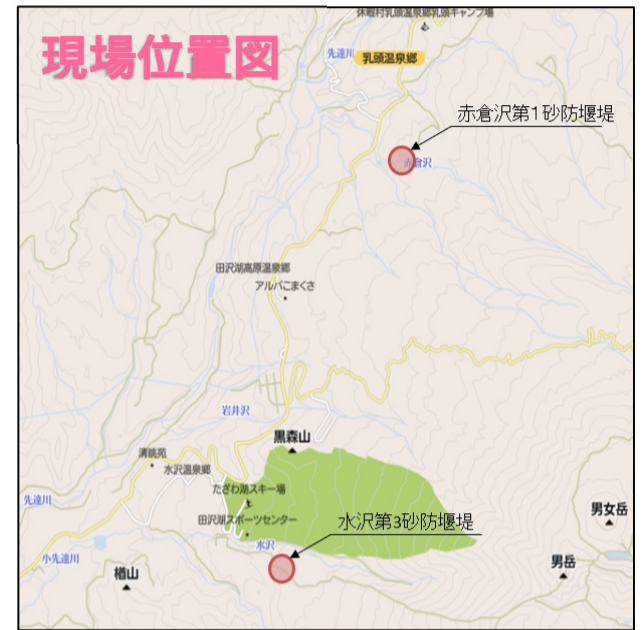 休暇村乳頭温泉郷乳頭キャンプ場
現場位置図
先達川
乳頭温泉郷
赤倉沢第1砂防堰堤
赤倉沢
田沢湖高原温泉郷
アルパこまくさ
岩井沢
黒森山
清眺苑
水沢温泉郷
たざわ湖スキー場
先達川
田沢湖スポーツセンター
水沢第3砂防堰堤
男女岳
水沢
小先達川
男岳
楢山